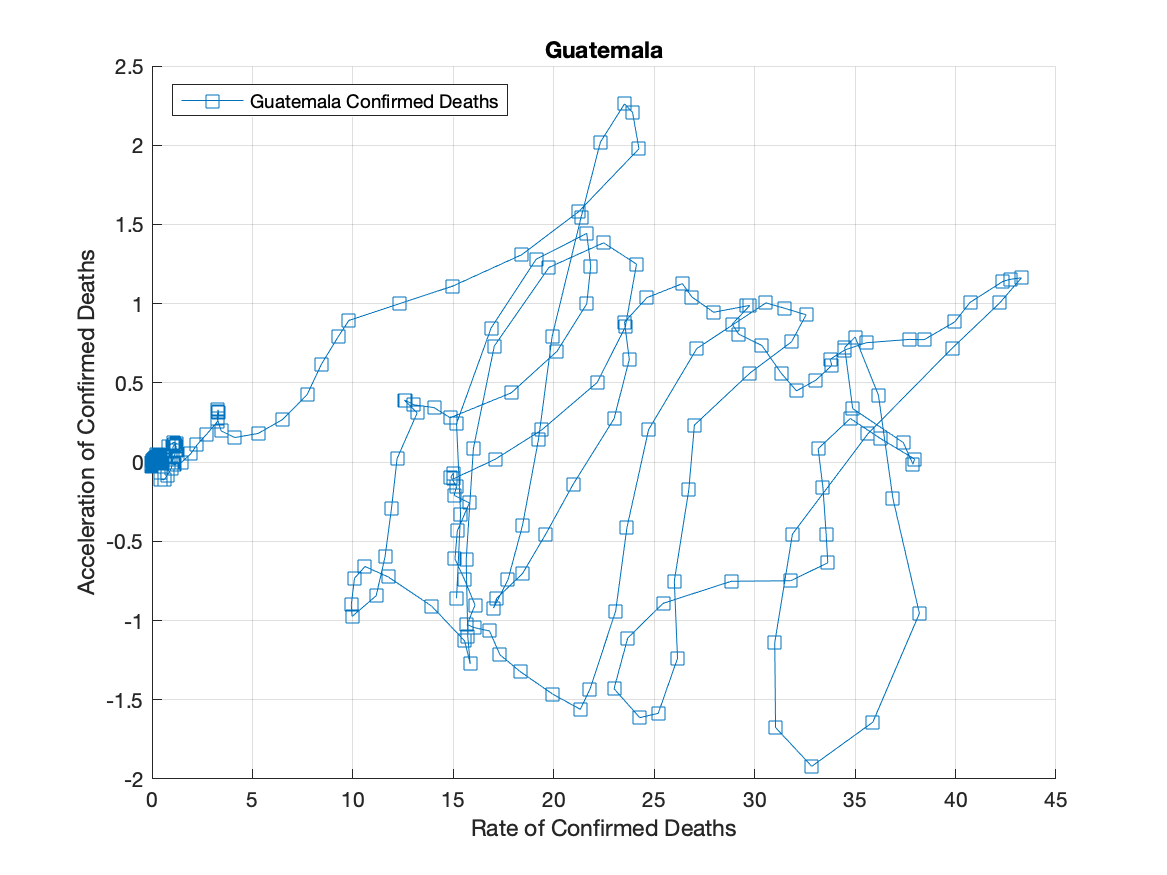 Guatemala
Guatemala Confirmed Deaths
2.5
2
1.5
1
0.5
0
-0.5
-1
-1.5
-2
Acceleration of Confirmed Deaths
0 5 10 15 20 25 30 35 40 45
Rate of Confirmed Deaths